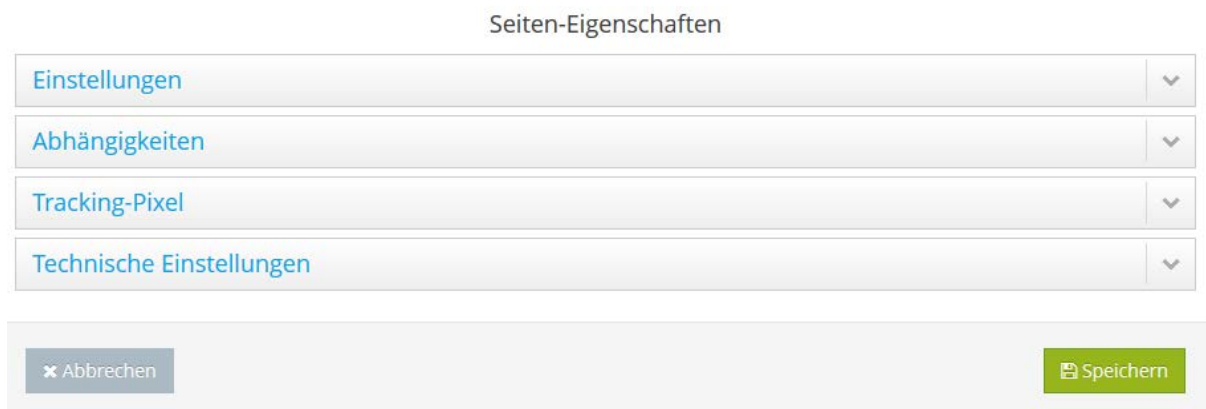 Seiten-Eigenschaften
Einstellungen
Abhängigkeiten
Tracking-Pixel
Technische Einstellungen
Abbrechen
Speichern